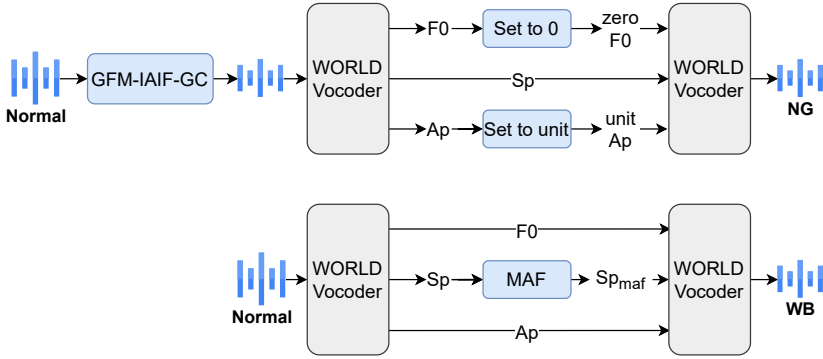 Normal
GFM-IAIF-GC
WORLD
Vocoder
F0
Set to 0
zero
F0
Sp
Ap
Set to unit
unit
Ap
WORLD
Vocoder
NG
Normal
WORLD
Vocoder
F0
Sp
MAF
Spmaf
Ap
WORLD
Vocoder
WB